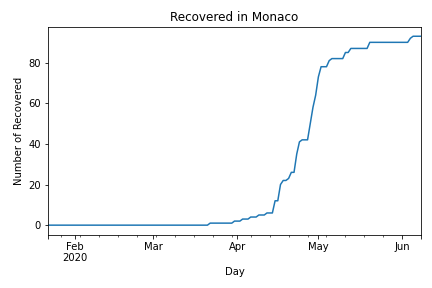 Recovered in Monaco
Number of Recovered
80
60
40
20
0
Feb
2020
Mar
Apr
May
Jun
Day